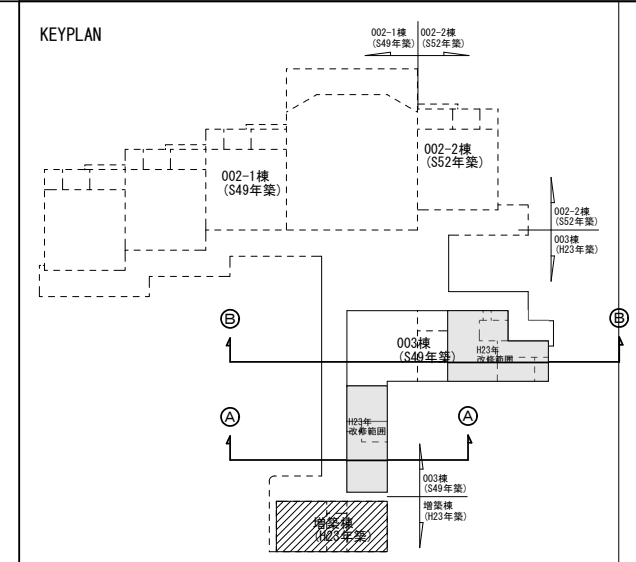 KEYPLAN
002-1棟 002-2棟
(S49年築) (S52年築)
002-2棟
(S52年築)
002-1棟
(S49年築)
002-2棟
(S52年築)
003棟
(H23年築)
B
B
003棟
(S49年築)
H23年
改修範囲
A
A
H23年
改修範囲
003棟
(S49年築)
増築棟
(H23年築)
増築棟
(H23年築)